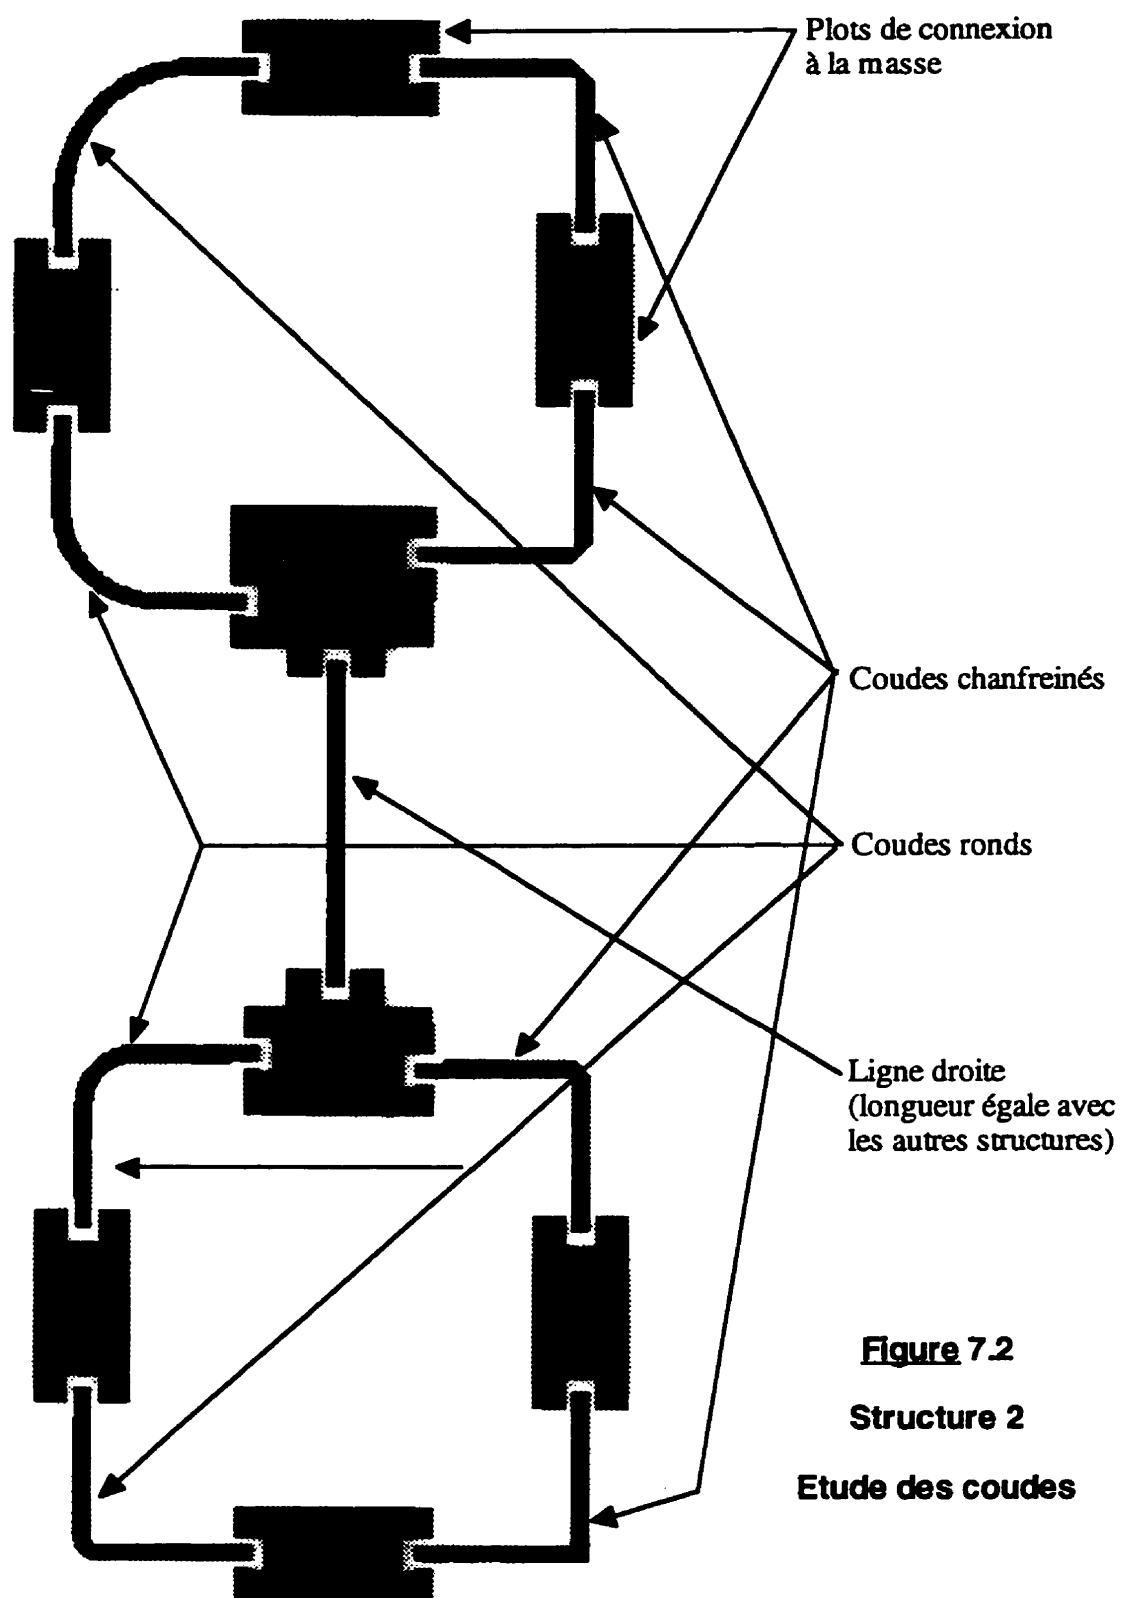 Plots de connexion
à la masse
Coudes chanfreinés
Coudes ronds
Ligne droite
(longueur égale avec
les autres structures)
Figure 7.2
Structure 2
Etude des coudes